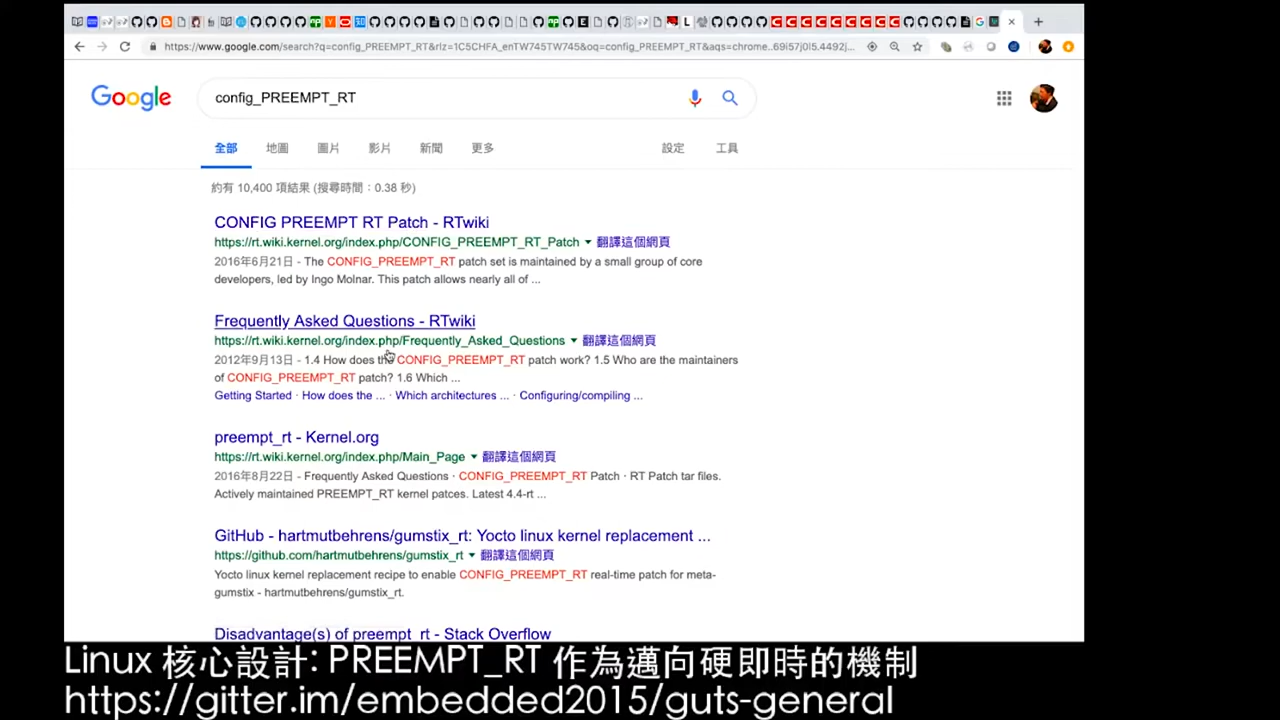 https://www.google.com/search?q=config_PREEMPT_RT&rlz=1C5CHFA_enTW745TW745&oq=config_PREEMPT_RT&aqs=chrome..69i57j0l5.4492j...
Google
config_PREEMPT_RT
全部 地圖 圖片 影片 新聞 更多 設定 工具
約有 10,400 項結果 (搜尋時間:0.38 秒)
CONFIG PREEMPT RT Patch - RTwiki
https://rt.wiki.kernel.org/index.php/CONFIG_PREEMPT_RT_Patch 翻譯這個網頁
2016年6月21日 - The CONFIG_PREEMPT_RT patch set is maintained by a small group of core
developers, led by Ingo Molnar. This patch allows nearly all of ...
Frequently Asked Questions - RTwiki
https://rt.wiki.kernel.org/index.php/Frequently_Asked_Questions 翻譯這個網頁
2012年9月13日 - 1.4 How does the CONFIG_PREEMPT_RT patch work? 1.5 Who are the maintainers
of CONFIG_PREEMPT_RT patch? 1.6 Which ...
Getting Started · How does the ... · Which architectures ... · Configuring/compiling ...
preempt_rt - Kernel.org
https://rt.wiki.kernel.org/index.php/Main_Page 翻譯這個網頁
2016年8月22日 - Frequently Asked Questions · CONFIG_PREEMPT_RT Patch · RT Patch tar files.
Actively maintained PREEMPT_RT kernel patces. Latest 4.4-rt ...
GitHub - hartmutbehrens/gumstix_rt: Yocto linux kernel replacement ...
https://github.com/hartmutbehrens/gumstix_rt 翻譯這個網頁
Yocto linux kernel replacement recipe to enable CONFIG_PREEMPT_RT real-time patch for meta-
gumstix - hartmutbehrens/gumstix_rt.
Disadvantage(s) of preempt_rt - Stack Overflow
Linux 核心設計: PREEMPT_RT 作為邁向硬即時的機制
https://gitter.im/embedded2015/guts-general